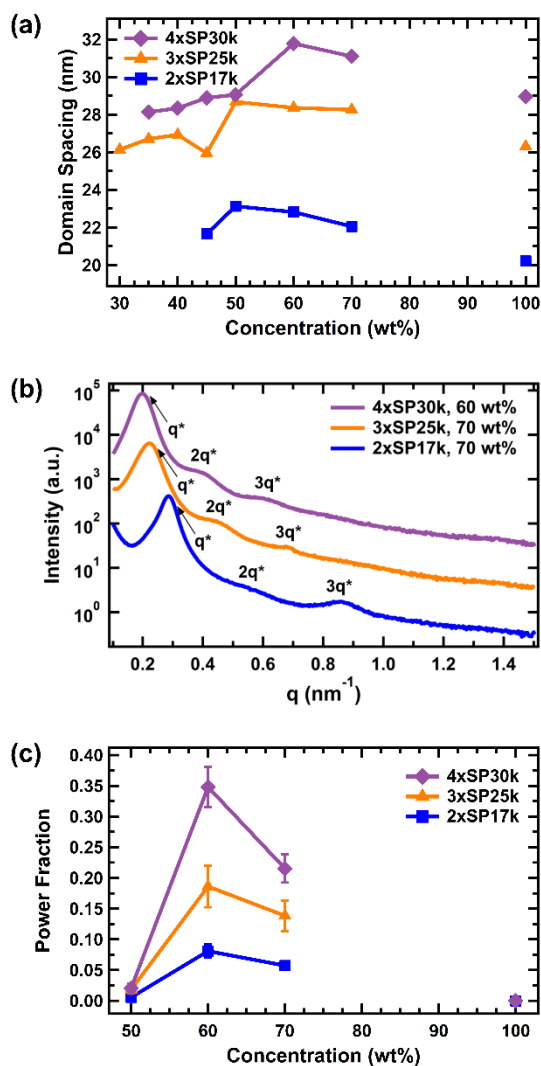 (a)
32
30
28
26
24
22
20
Domain Spacing (nm)
4xSP30k
3xSP25k
2xSP17k
30 40 50 60 70 80 90 100
Concentration (wt%)
(b)
10^5
10^4
10^3
10^2
10^1
10^0
Intensity (a.u.)
4xSP30k, 60 wt%
3xSP25k, 70 wt%
2xSP17k, 70 wt%
q*
2q*
3q*
q*
2q*
3q*
q*
2q*
3q*
0.2 0.4 0.6 0.8 1.0 1.2 1.4
q (nm^-1)
(c)
0.40
0.35
0.30
0.25
0.20
0.15
0.10
0.05
0.00
Power Fraction
4xSP30k
3xSP25k
2xSP17k
50 60 70 80 90 100
Concentration (wt%)